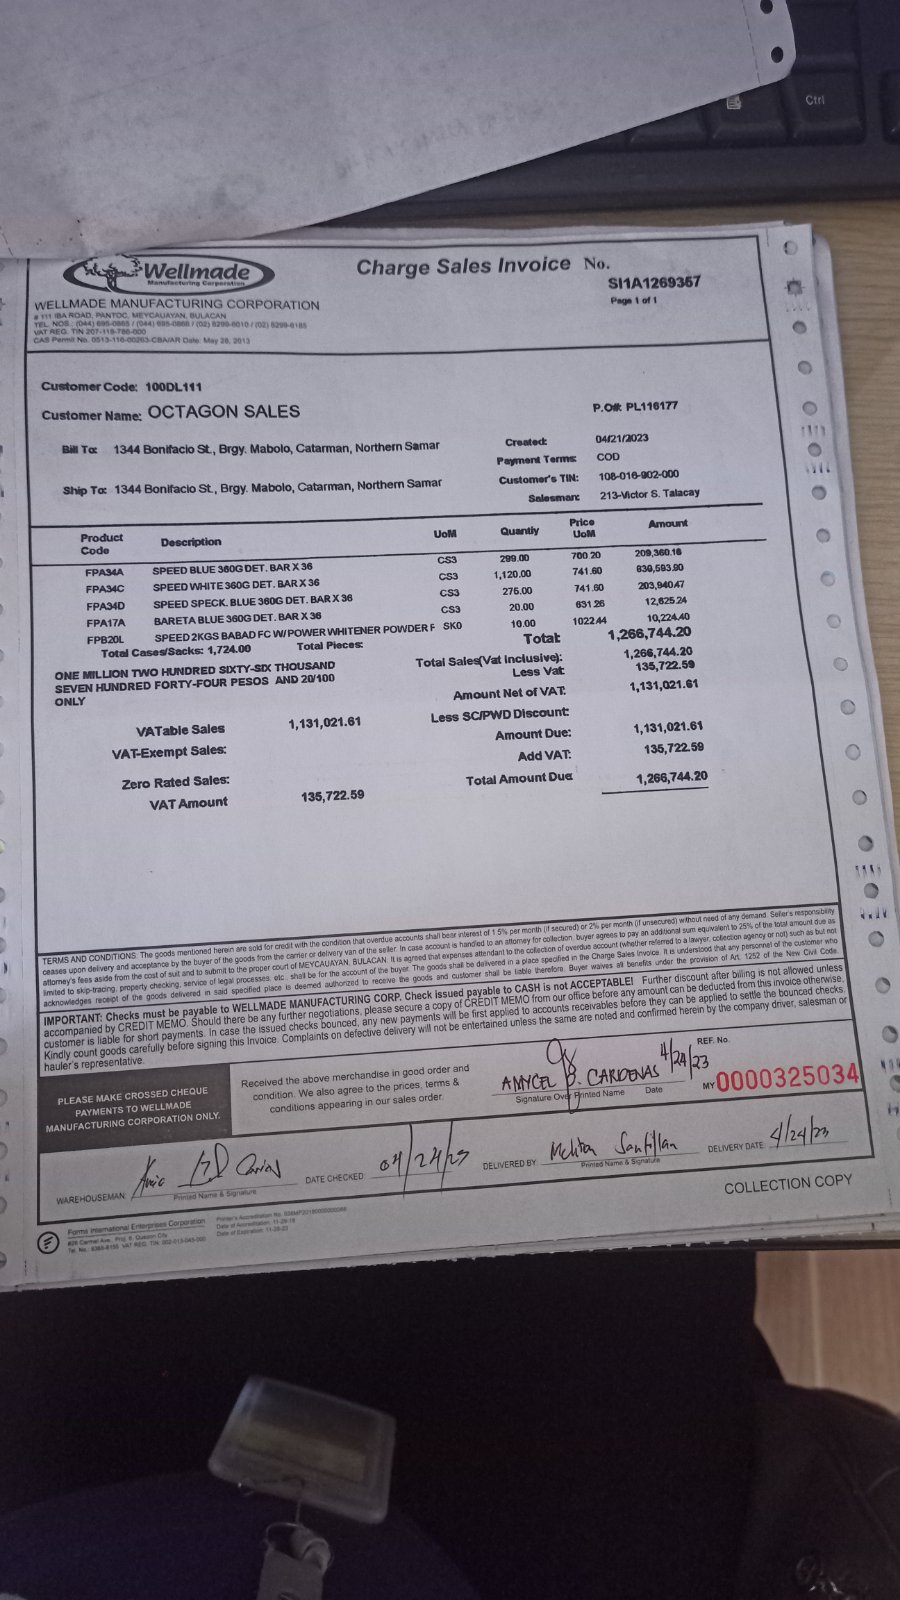 Ctrl
Wellmade
Manufacturing Corporation
Charge Sales Invoice No.
SI1A1269357
Page 1 of 1
WELLMADE MANUFACTURING CORPORATION
# 111 IBA ROAD, PANTOC, MEYCAUAYAN, BULACAN
TEL. NOS.: (044) 695-0865 / (044) 695-0868 / (02) 8299-6010 / (02) 8299-6185
VAT REG. TIN 207-118-786-000
CAS Permit No. 0513-116-00263-CBA/AR Date: May 28, 2013
Customer Code: 100DL111
Customer Name: OCTAGON SALES
P.O#: PL116177
Bill To: 1344 Bonifacio St., Brgy. Mabolo, Catarman, Northern Samar
Created: 04/21/2023
Payment Terms: COD
Ship To: 1344 Bonifacio St., Brgy. Mabolo, Catarman, Northern Samar
Customer's TIN: 108-016-902-000
Salesman: 213-Victor S. Talacay
Product Code Description UoM Quantiy Price UoM Amount
FPA34A SPEED BLUE 360G DET. BAR X 36 CS3 299.00 700.20 209,360.18
FPA34C SPEED WHITE 360G DET. BAR X 36 CS3 1,120.00 741.60 830,593.90
FPA34D SPEED SPECK. BLUE 360G DET. BAR X 36 CS3 275.00 741.60 203,940.47
FPA17A BARETA BLUE 360G DET. BAR X 36 CS3 20.00 631.26 12,625.24
FPB20L SPEED 2KGS BABAD FC W/POWER WHITENER POWDER F SK0 10.00 1022.44 10,224.40
Total Cases/Sacks: 1,724.00 Total Pieces: Total: 1,266,744.20
ONE MILLION TWO HUNDRED SIXTY-SIX THOUSAND
SEVEN HUNDRED FORTY-FOUR PESOS AND 20/100
ONLY
Total Sales(Vat Inclusive): 1,266,744.20
Less Vat: 135,722.59
Amount Net of VAT: 1,131,021.61
VATable Sales 1,131,021.61
Less SC/PWD Discount:
VAT-Exempt Sales:
Amount Due: 1,131,021.61
Add VAT: 135,722.59
Zero Rated Sales:
Total Amount Due: 1,266,744.20
VAT Amount 135,722.59
TERMS AND CONDITIONS: The goods mentioned herein are sold for credit with the condition that overdue accounts shall bear interest of 1.5% per month (if secured) or 2% per month (if unsecured) without need of any demand. Seller's responsibility
ceases upon delivery and acceptance by the buyer of the goods from the carrier or delivery van of the seller. In case account is handled to an attorney for collection, buyer agrees to pay an additional sum equivalent to 25% of the total amount due as
attorney's fees aside from the cost of suit and to submit to the proper court of MEYCAUAYAN, BULACAN. It is agreed that expenses attendant to the collection of overdue account (whether referred to a lawyer, collection agency or not) such as but not
limited to skip-tracing, property checking, service of legal processes, etc. shall be for the account of the buyer. The goods shall be delivered in a place specified in the Charge Sales Invoice. It is understood that any personnel of the customer who
acknowledges receipt of the goods delivered in said specified place is deemed authorized to receive the goods and customer shall be liable therefore. Buyer waives all benefits under the provision of Art. 1252 of the New Civil Code.
IMPORTANT: Checks must be payable to WELLMADE MANUFACTURING CORP. Check issued payable to CASH is not ACCEPTABLE! Further discount after billing is not allowed unless
accompanied by CREDIT MEMO. Should there be any further negotiations, please secure a copy of CREDIT MEMO from our office before any amount can be deducted from this invoice otherwise,
customer is liable for short payments. In case the issued checks bounced, any new payments will be first applied to accounts receivables before they can be applied to settle the bounced checks.
Kindly count goods carefully before signing this Invoice. Complaints on defective delivery will not be entertained unless the same are noted and confirmed herein by the company driver, salesman or
hauler's representative.
PLEASE MAKE CROSSED CHEQUE
PAYMENTS TO WELLMADE
MANUFACTURING CORPORATION ONLY.
Received the above merchandise in good order and
condition. We also agree to the prices, terms &
conditions appearing in our sales order.
AMYCEL B. CARDENAS 4/24/23
Signature Over Printed Name Date
REF. No.
MY 0000325034
WAREHOUSEMAN
Printed Name & Signature
DATE CHECKED: 04/24/23
DELIVERED BY: Melita Santillan
Printed Name & Signature
DELIVERY DATE: 4/24/23
COLLECTION COPY
Forms International Enterprises Corporation